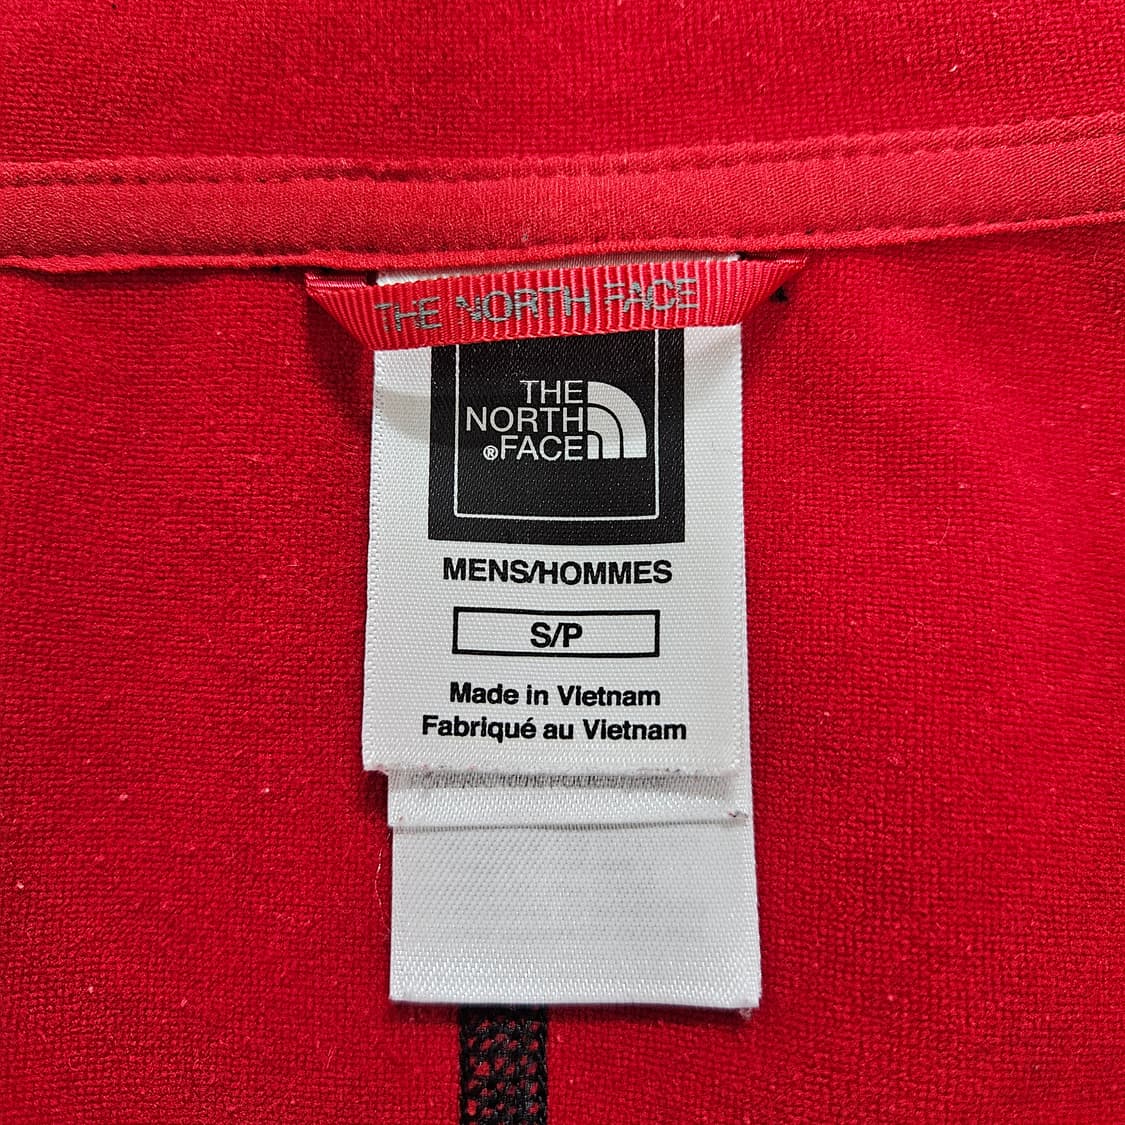 THE NORTH FACE
THE
NORTH
®FACE
MENS/HOMMES
S/P
Made in Vietnam
Fabriqué au Vietnam